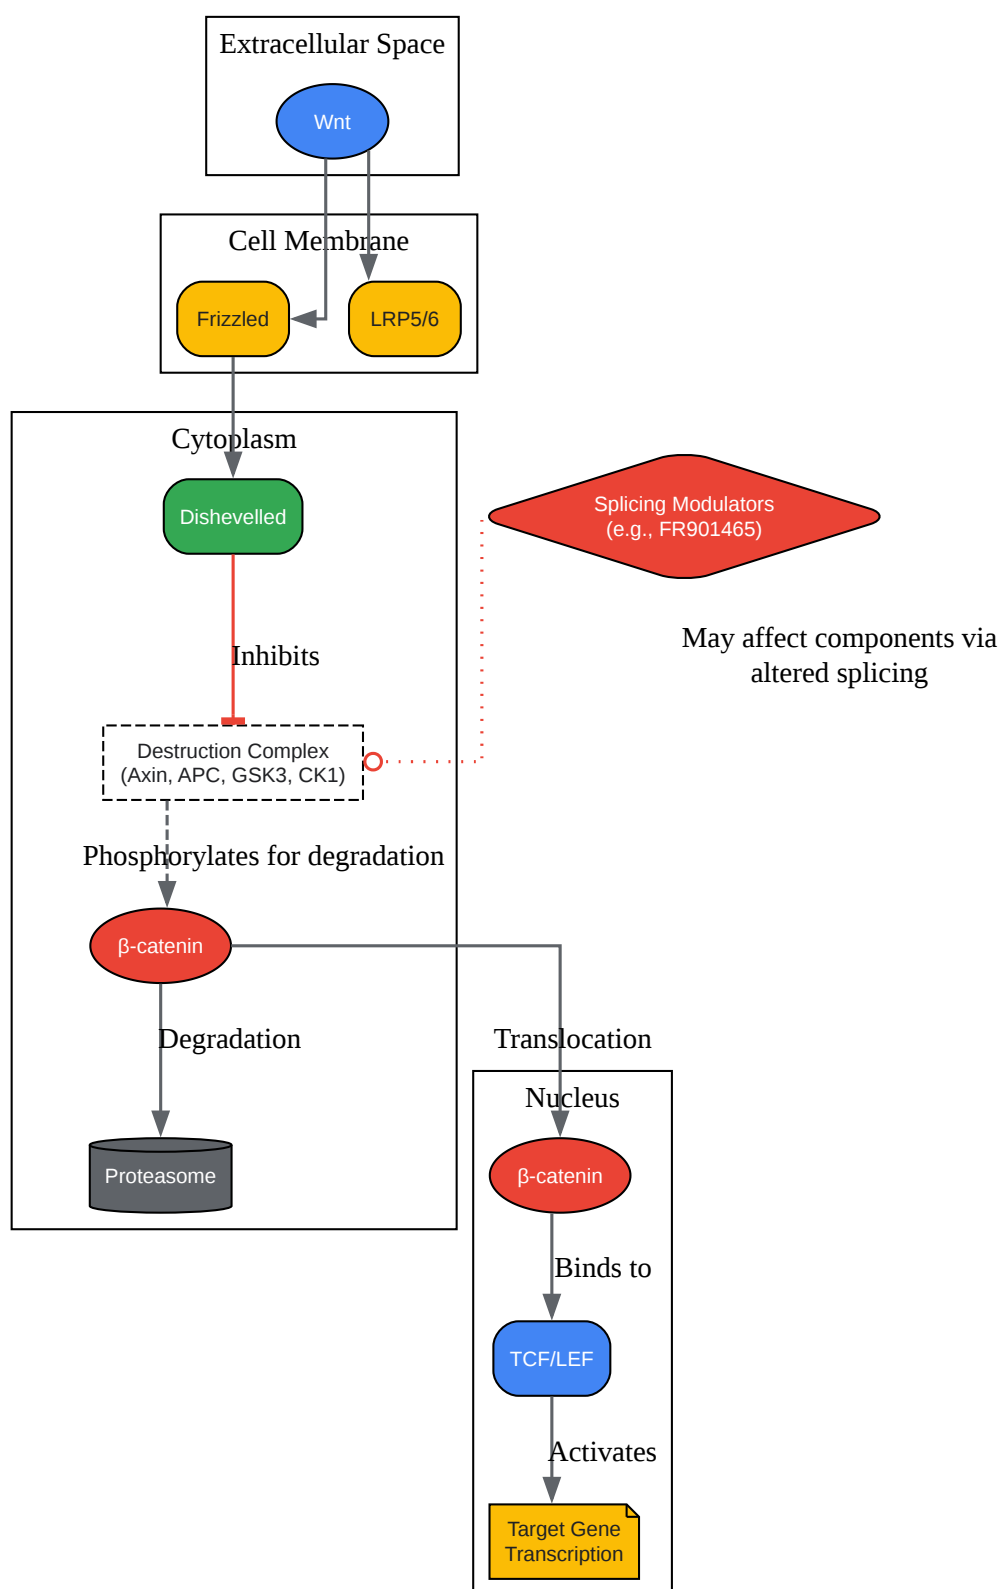 Extracellular Space
Wnt
Cell Membrane
Frizzled
LRP5/6
Cytoplasm
Dishevelled
Splicing Modulators
(e.g., FR901465)
May affect components via
altered splicing
Inhibits
Destruction Complex
(Axin, APC, GSK3, CK1)
Phosphorylates for degradation
β-catenin
Degradation
Translocation
Nucleus
Proteasome
β-catenin
Binds to
TCF/LEF
Activates
Target Gene
Transcription